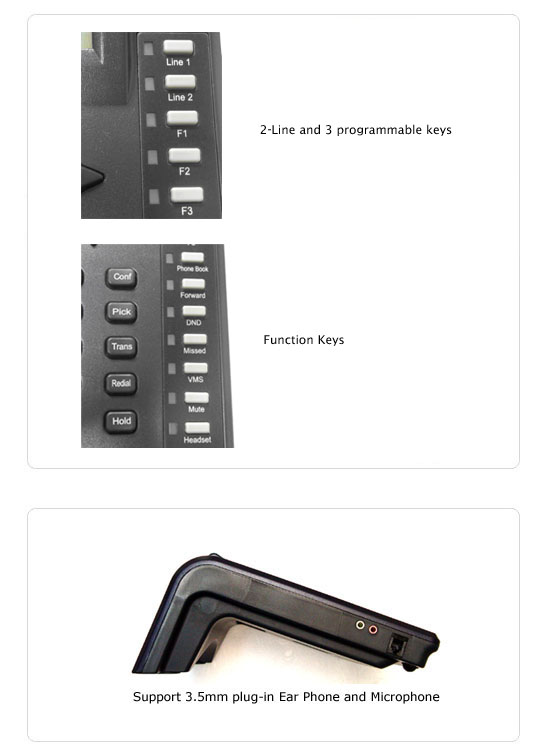 Line 1
Line 2
F1
2-Line and 3 programmable keys
F2
F3
Phone Book
Conf
Forward
Pick
DND
Trans
Missed
Function Keys
VMS
Redial
Mute
Hold
Headset
Support 3.5mm plug-in Ear Phone and Microphone